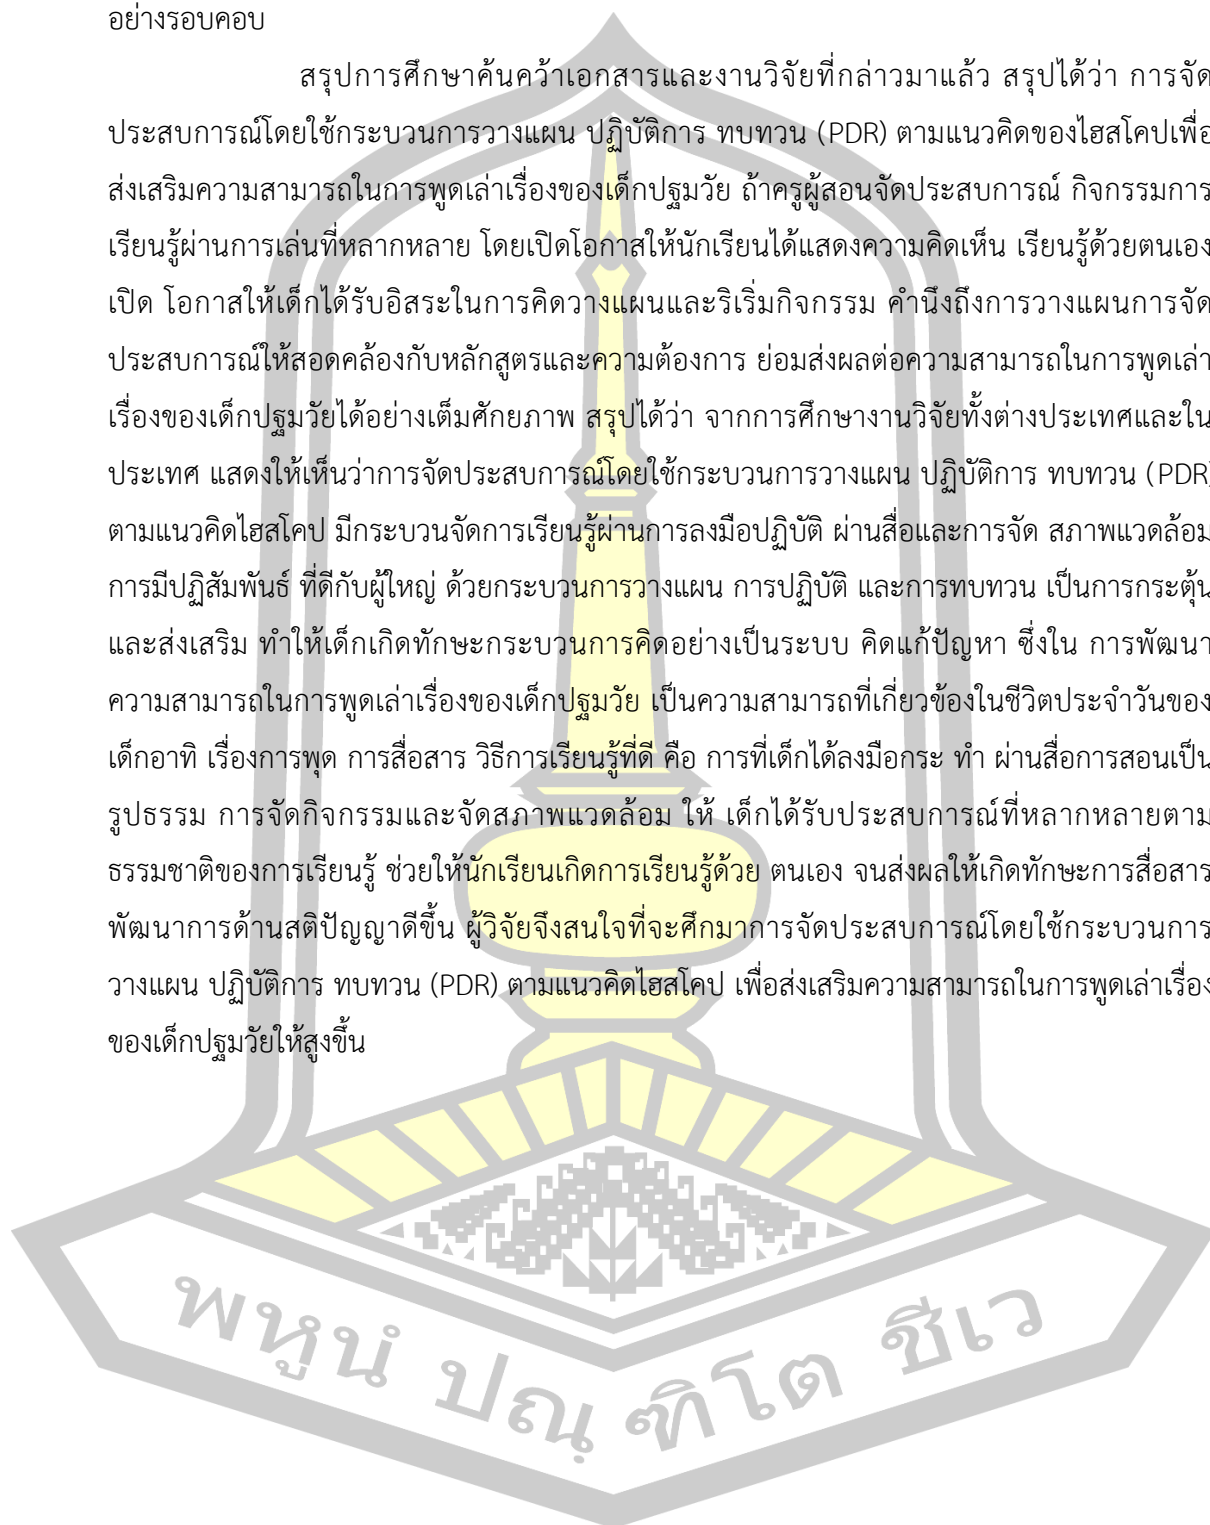 อย่างรอบคอบ
สรุปการศึกษาค้นคว้าเอกสารและงานวิจัยที่กล่าวมาแล้ว สรุปได้ว่า การจัด
ประสบการณ์โดยใช้กระบวนการวางแผน ปฏิบัติการ ทบทวน (PDR) ตามแนวคิดของไฮสโคปเพื่อ
ส่งเสริมความสามารถในการพูดเล่าเรื่องของเด็กปฐมวัย ถ้าครูผู้สอนจัดประสบการณ์ กิจกรรมการ
เรียนรู้ผ่านการเล่นที่หลากหลาย โดยเปิดโอกาสให้นักเรียนได้แสดงความคิดเห็น เรียนรู้ด้วยตนเอง
เปิด โอกาสให้เด็กได้รับอิสระในการคิดวางแผนและริเริ่มกิจกรรม คำนึงถึงการวางแผนการจัด
ประสบการณ์ให้สอดคล้องกับหลักสูตรและความต้องการ ย่อมส่งผลต่อความสามารถในการพูดเล่า
เรื่องของเด็กปฐมวัยได้อย่างเต็มศักยภาพ สรุปได้ว่า จากการศึกษางานวิจัยทั้งต่างประเทศและใน
ประเทศ แสดงให้เห็นว่าการจัดประสบการณ์โดยใช้กระบวนการวางแผน ปฏิบัติการ ทบทวน (PDR)
ตามแนวคิดไฮสโคป มีกระบวนจัดการเรียนรู้ผ่านการลงมือปฏิบัติ ผ่านสื่อและการจัด สภาพแวดล้อม
การมีปฏิสัมพันธ์ ที่ดีกับผู้ใหญ่ ด้วยกระบวนการวางแผน การปฏิบัติ และการทบทวน เป็นการกระตุ้น
และส่งเสริม ทำให้เด็กเกิดทักษะกระบวนการคิดอย่างเป็นระบบ คิดแก้ปัญหา ซึ่งใน การพัฒนา
ความสามารถในการพูดเล่าเรื่องของเด็กปฐมวัย เป็นความสามารถที่เกี่ยวข้องในชีวิตประจำวันของ
เด็กอาทิ เรื่องการพุด การสื่อสาร วิธีการเรียนรู้ที่ดี คือ การที่เด็กได้ลงมือกระ ทำ ผ่านสื่อการสอนเป็น
รูปธรรม การจัดกิจกรรมและจัดสภาพแวดล้อม ให้ เด็กได้รับประสบการณ์ที่หลากหลายตาม
ธรรมชาติของการเรียนรู้ ช่วยให้นักเรียนเกิดการเรียนรู้ด้วย ตนเอง จนส่งผลให้เกิดทักษะการสื่อสาร
พัฒนาการด้านสติปัญญาดีขึ้น ผู้วิจัยจึงสนใจที่จะศึกมาการจัดประสบการณ์โดยใช้กระบวนการ
วางแผน ปฏิบัติการ ทบทวน (PDR) ตามแนวคิดไฮสโคป เพื่อส่งเสริมความสามารถในการพูดเล่าเรื่อง
ของเด็กปฐมวัยให้สูงขึ้น
พหูนํ ปณฺ ฑิโต ชีเว